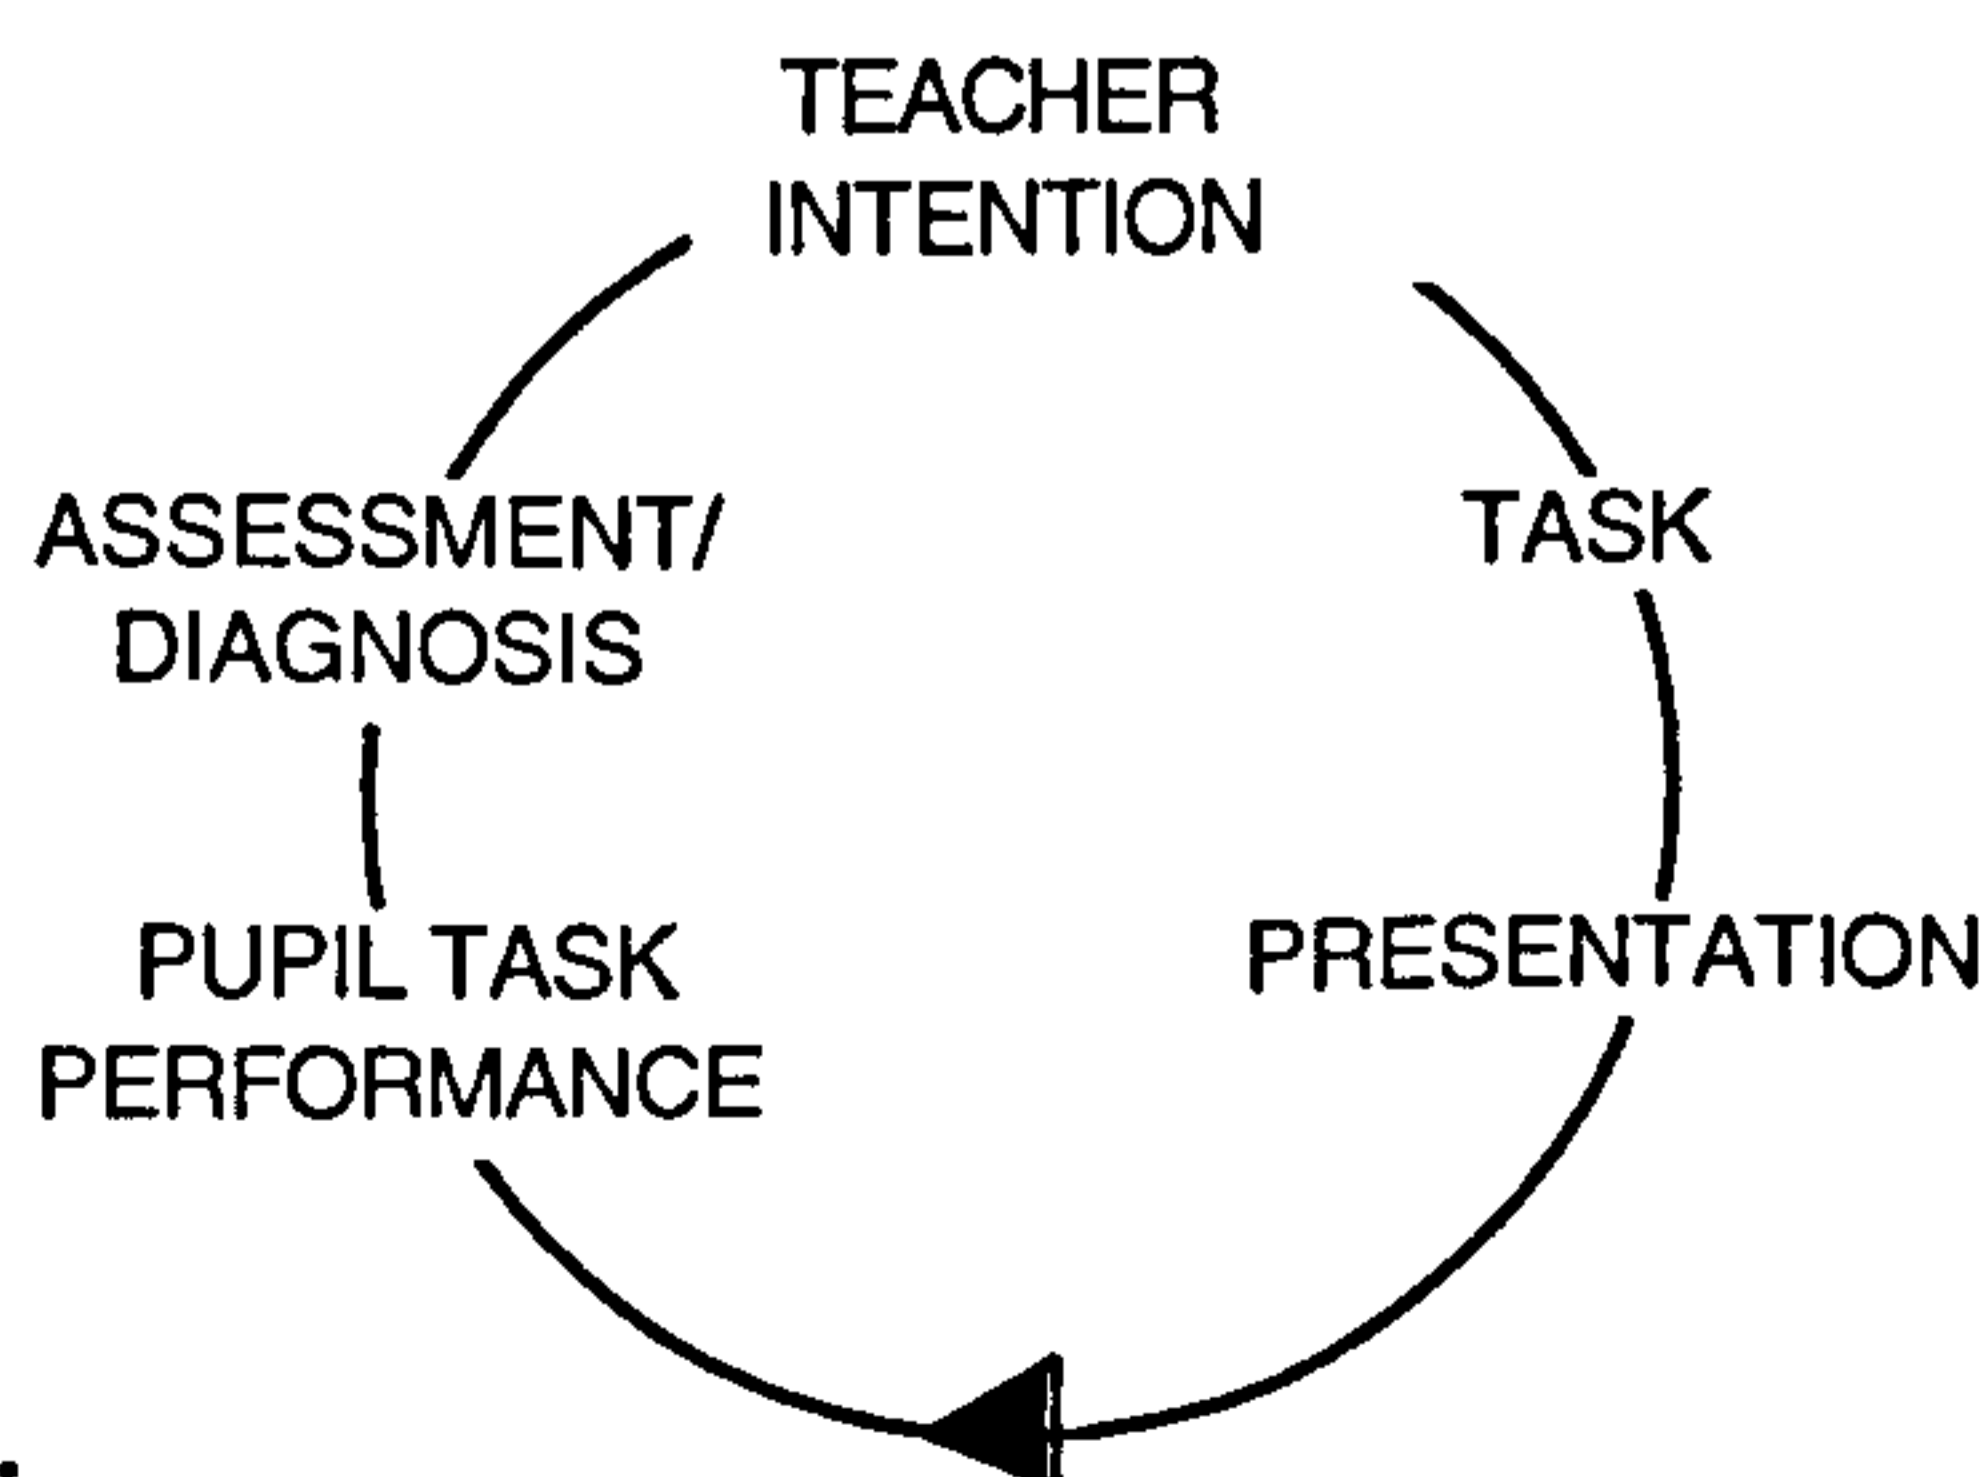 TEACHER
INTENTION
ASSESSMENT/
DIAGNOSIS
TASK
PUPIL TASK
PERFORMANCE
PRESENTATION